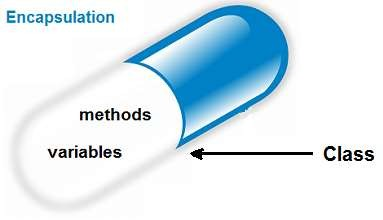 Encapsulation
methods
variables
Class